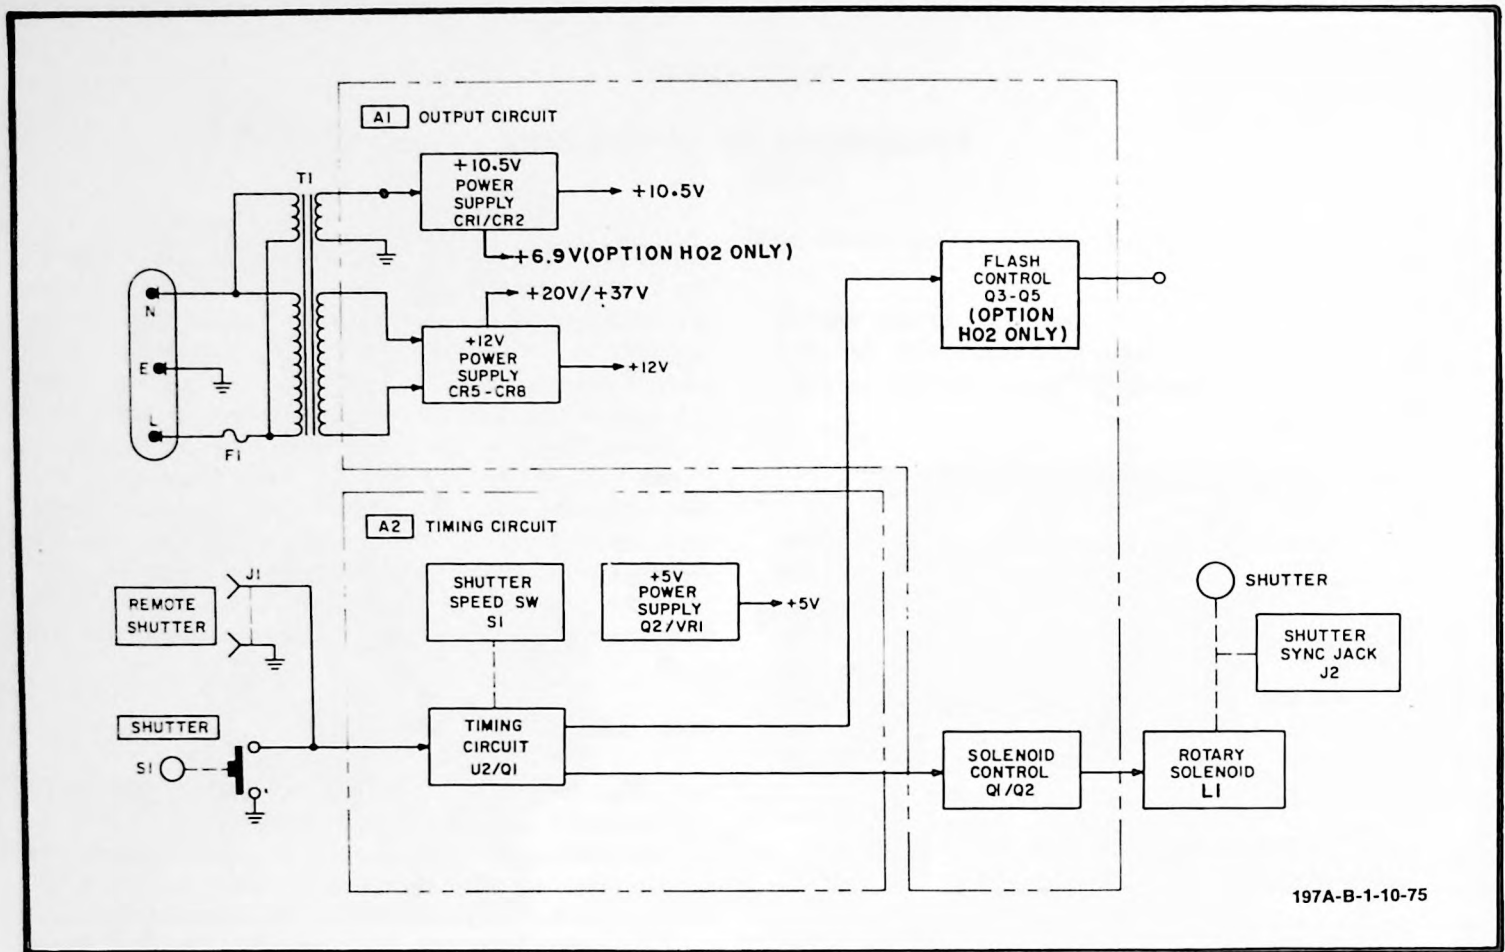 A1 OUTPUT CIRCUIT
T1
+10.5V
POWER
SUPPLY
CR1/CR2
+10.5V
+6.9V(OPTION HO2 ONLY)
+20V/+37V
+12V
POWER
SUPPLY
CR5-CR8
+12V
N
E
L
F1
FLASH
CONTROL
Q3-Q5
(OPTION
HO2 ONLY)
A2 TIMING CIRCUIT
J1
REMOTE
SHUTTER
SHUTTER
SPEED SW
S1
+5V
POWER
SUPPLY
Q2/VR1
+5V
SHUTTER
S1
TIMING
CIRCUIT
U2/Q1
SOLENOID
CONTROL
Q1/Q2
ROTARY
SOLENOID
L1
SHUTTER
SHUTTER
SYNC JACK
J2
197A-B-1-10-75